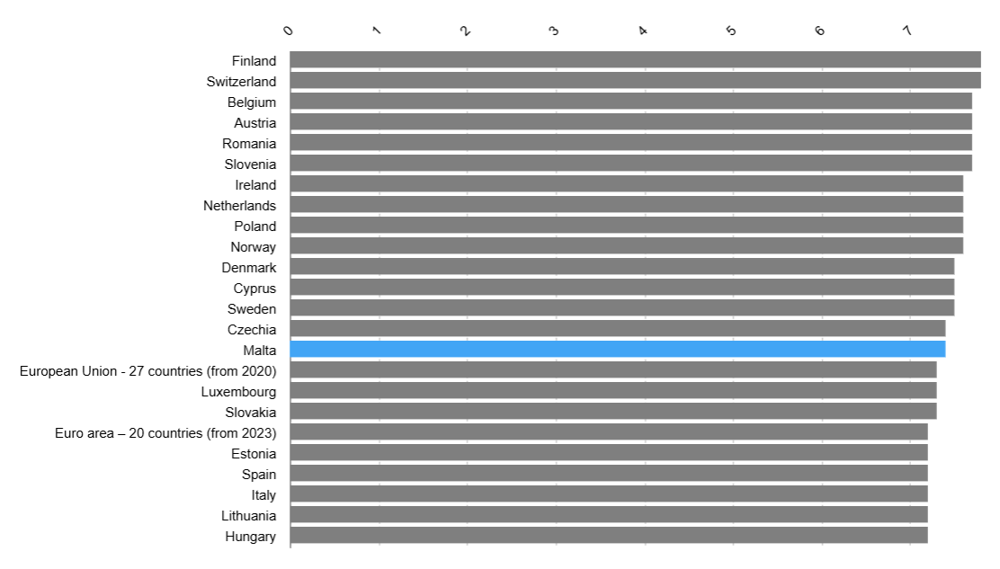 0 1 2 3 4 5 6 7
Finland
Switzerland
Belgium
Austria
Romania
Slovenia
Ireland
Netherlands
Poland
Norway
Denmark
Cyprus
Sweden
Czechia
Malta
European Union - 27 countries (from 2020)
Luxembourg
Slovakia
Euro area – 20 countries (from 2023)
Estonia
Spain
Italy
Lithuania
Hungary